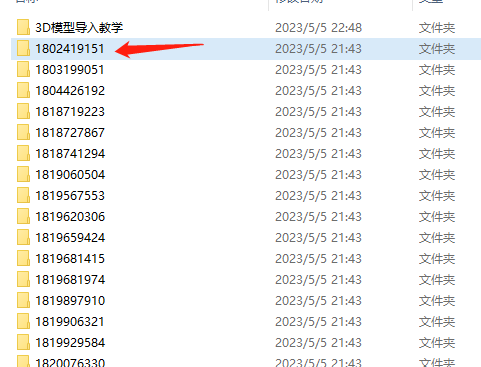 3D模型导入教学 2023/5/5 22:48 文件夹
1802419151 2023/5/5 21:43 文件夹
1803199051 2023/5/5 21:43 文件夹
1804426192 2023/5/5 21:43 文件夹
1818719223 2023/5/5 21:43 文件夹
1818727867 2023/5/5 21:43 文件夹
1818741294 2023/5/5 21:43 文件夹
1819060504 2023/5/5 21:43 文件夹
1819567553 2023/5/5 21:43 文件夹
1819620306 2023/5/5 21:43 文件夹
1819659424 2023/5/5 21:43 文件夹
1819681415 2023/5/5 21:43 文件夹
1819681974 2023/5/5 21:43 文件夹
1819897910 2023/5/5 21:43 文件夹
1819906321 2023/5/5 21:43 文件夹
1819929584 2023/5/5 21:43 文件夹
1820076330 2023/5/5 21:43 文件夹